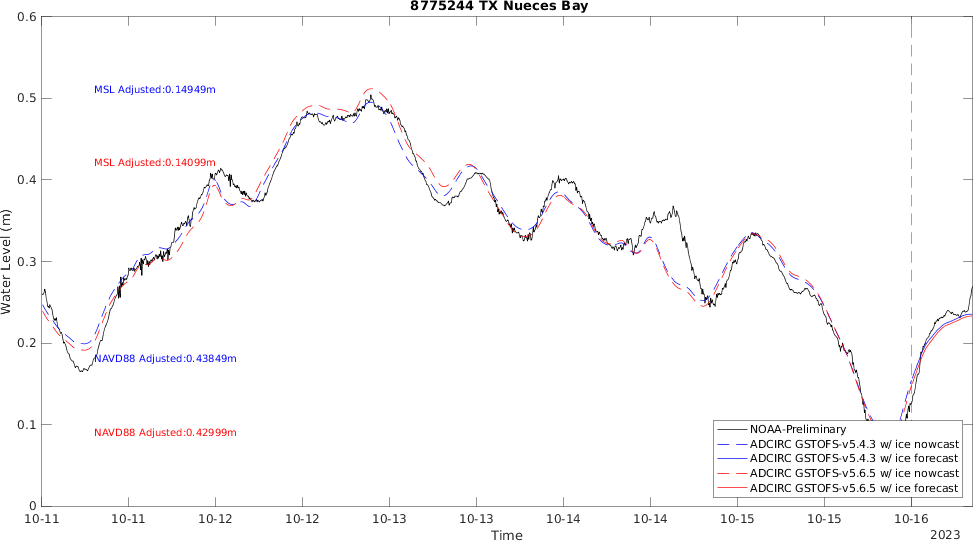 8775244 TX Nueces Bay
0.6
0.5
0.4
0.3
0.2
0.1
0
Water Level (m)
MSL Adjusted:0.14949m
MSL Adjusted:0.14099m
NAVD88 Adjusted:0.43849m
NAVD88 Adjusted:0.42999m
NOAA-Preliminary
ADCIRC GSTOFS-v5.4.3 w/ ice nowcast
ADCIRC GSTOFS-v5.4.3 w/ ice forecast
ADCIRC GSTOFS-v5.6.5 w/ ice nowcast
ADCIRC GSTOFS-v5.6.5 w/ ice forecast
10-11 10-11 10-12 10-12 10-13 10-13 10-14 10-14 10-15 10-15 10-16
Time
2023